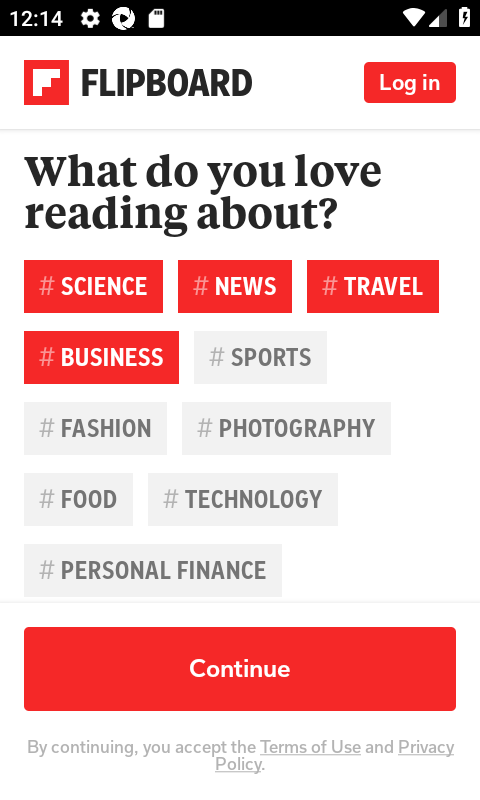 12:14
FLIPBOARD
Log in
What do you love
reading about?
# SCIENCE # NEWS # TRAVEL
# BUSINESS # SPORTS
# FASHION # PHOTOGRAPHY
# FOOD # TECHNOLOGY
# PERSONAL FINANCE
Continue
By continuing, you accept the Terms of Use and Privacy
Policy.